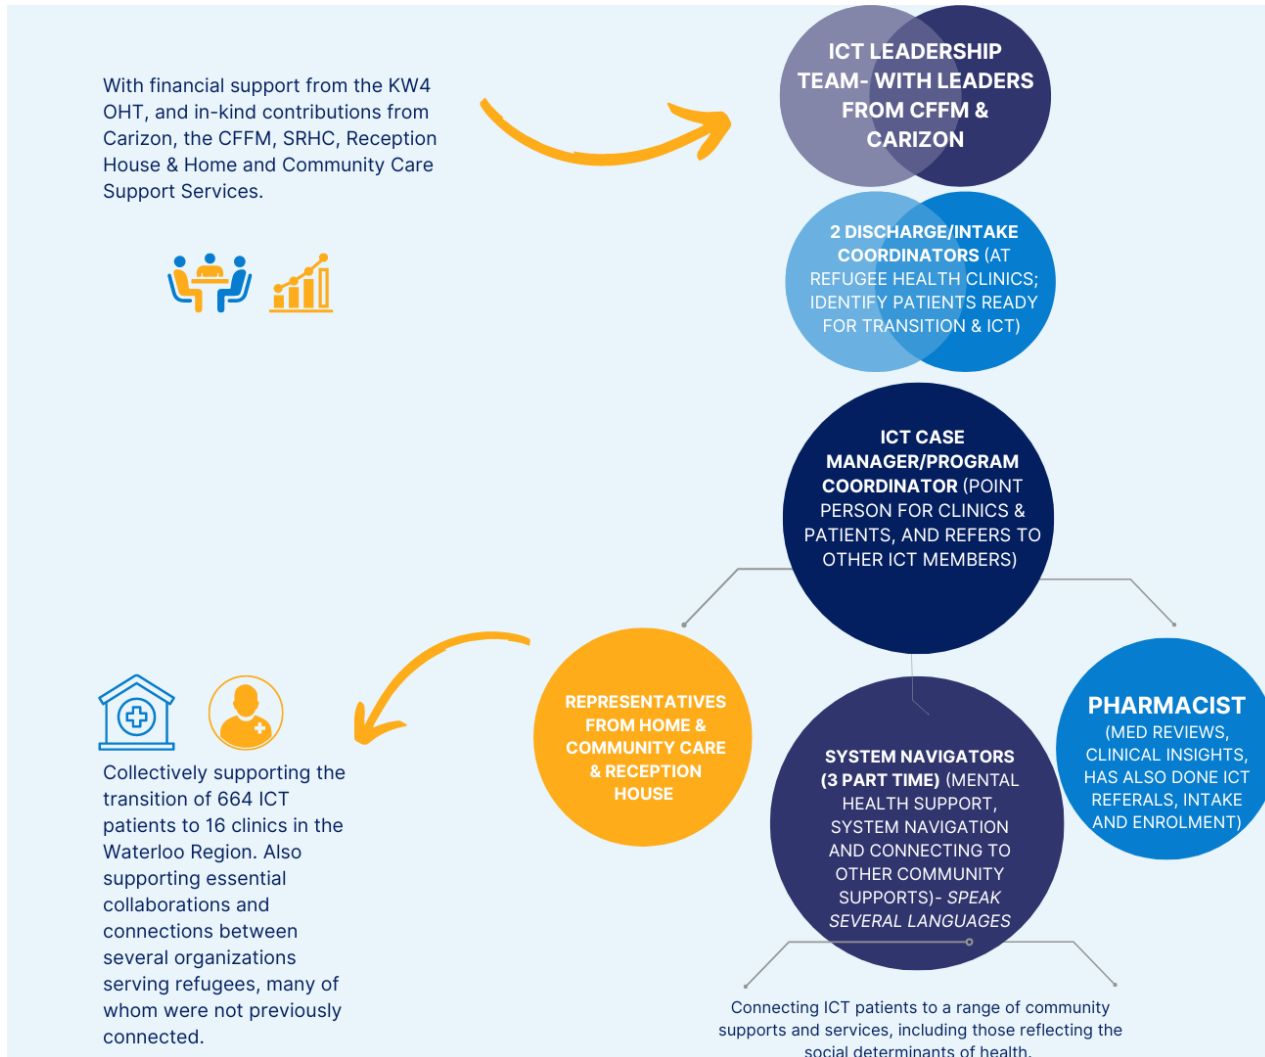 With financial support from the KW4
OHT, and in-kind contributions from
Carizon, the CFFM, SRHC, Reception
House & Home and Community Care
Support Services.
ICT LEADERSHIP
TEAM- WITH LEADERS
FROM CFFM &
CARIZON
2 DISCHARGE/INTAKE
COORDINATORS (AT
REFUGEE HEALTH CLINICS;
IDENTIFY PATIENTS READY
FOR TRANSITION & ICT)
ICT CASE
MANAGER/PROGRAM
COORDINATOR (POINT
PERSON FOR CLINICS &
PATIENTS, AND REFERS TO
OTHER ICT MEMBERS)
REPRESENTATIVES
FROM HOME &
COMMUNITY CARE
& RECEPTION
HOUSE
SYSTEM NAVIGATORS
(3 PART TIME) (MENTAL
HEALTH SUPPORT,
SYSTEM NAVIGATION
AND CONNECTING TO
OTHER COMMUNITY
SUPPORTS)- SPEAK
SEVERAL LANGUAGES
PHARMACIST
(MED REVIEWS,
CLINICAL INSIGHTS,
HAS ALSO DONE ICT
REFERALS, INTAKE
AND ENROLMENT)
Collectively supporting the
transition of 664 ICT
patients to 16 clinics in the
Waterloo Region. Also
supporting essential
collaborations and
connections between
several organizations
serving refugees, many of
whom were not previously
connected.
Connecting ICT patients to a range of community
supports and services, including those reflecting the
social determinants of health.